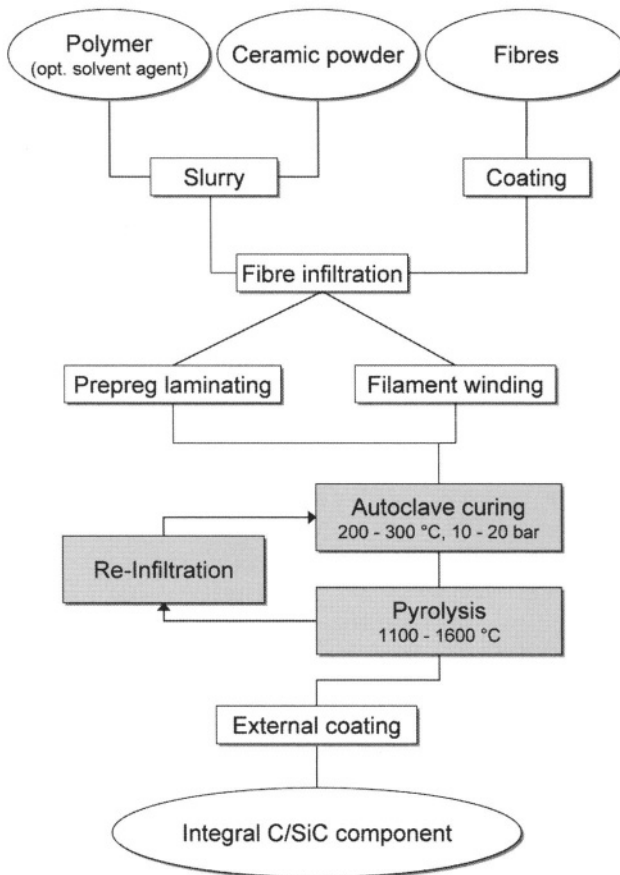 Polymer
(opt. solvent agent)
Ceramic powder
Fibres
Slurry
Coating
Fibre infiltration
Prepreg laminating
Filament winding
Autoclave curing
200 - 300 °C, 10 - 20 bar
Re-Infiltration
Pyrolysis
1100 - 1600 °C
External coating
Integral C/SiC component